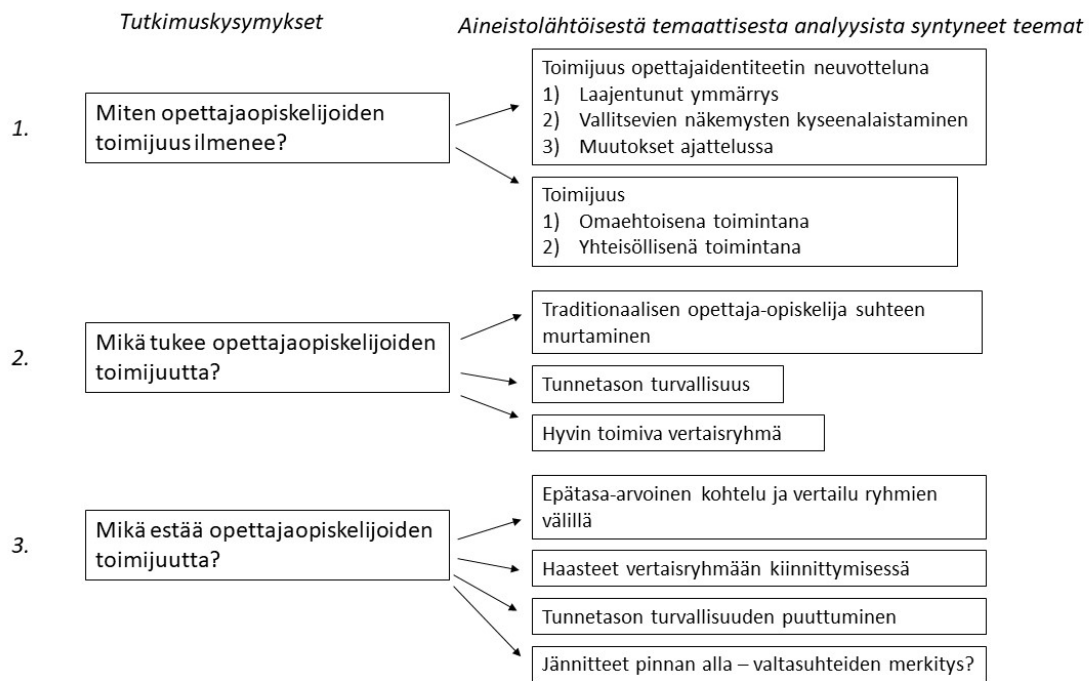 Tutkimuskysymykset
Aineistolähtöisestä temaattisesta analyysista syntyneet teemat
1.
Miten opettajaopiskelijoiden
toimijuus ilmenee?
Toimijuus opettajaidentiteetin neuvotteluna
1) Laajentunut ymmärrys
2) Vallitsevien näkemysten kyseenalaistaminen
3) Muutokset ajattelussa
Toimijuus
1) Omaehtoisena toimintana
2) Yhteisöllisenä toimintana
2.
Mikä tukee opettajaopiskelijoiden
toimijuutta?
Traditionaalisen opettaja-opiskelija suhteen
murtaminen
Tunnetason turvallisuus
Hyvin toimiva vertaisryhmä
3.
Mikä estää opettajaopiskelijoiden
toimijuutta?
Epätasa-arvoinen kohtelu ja vertailu ryhmien
välillä
Haasteet vertaisryhmään kiinnittymisessä
Tunnetason turvallisuuden puuttuminen
Jännitteet pinnan alla – valtasuhteiden merkitys?